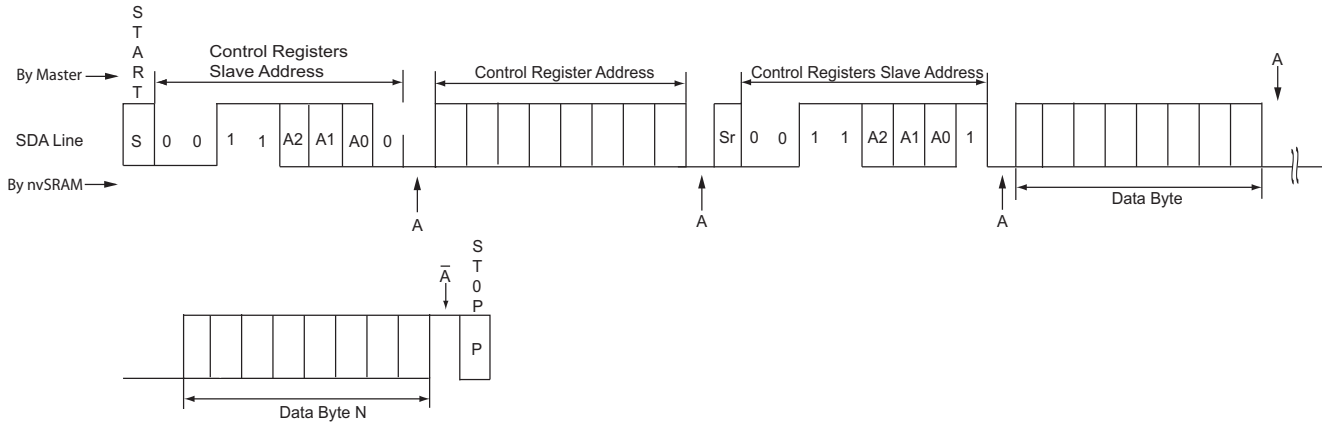 START
Control Registers
Slave Address
By Master
Control Register Address
Control Registers Slave Address
A
SDA Line
S 0 0 1 1 A2 A1 A0 0
Sr 0 0 1 1 A2 A1 A0 1
By nvSRAM
A
A
A
Data Byte
ST0P
A̅
P
Data Byte N